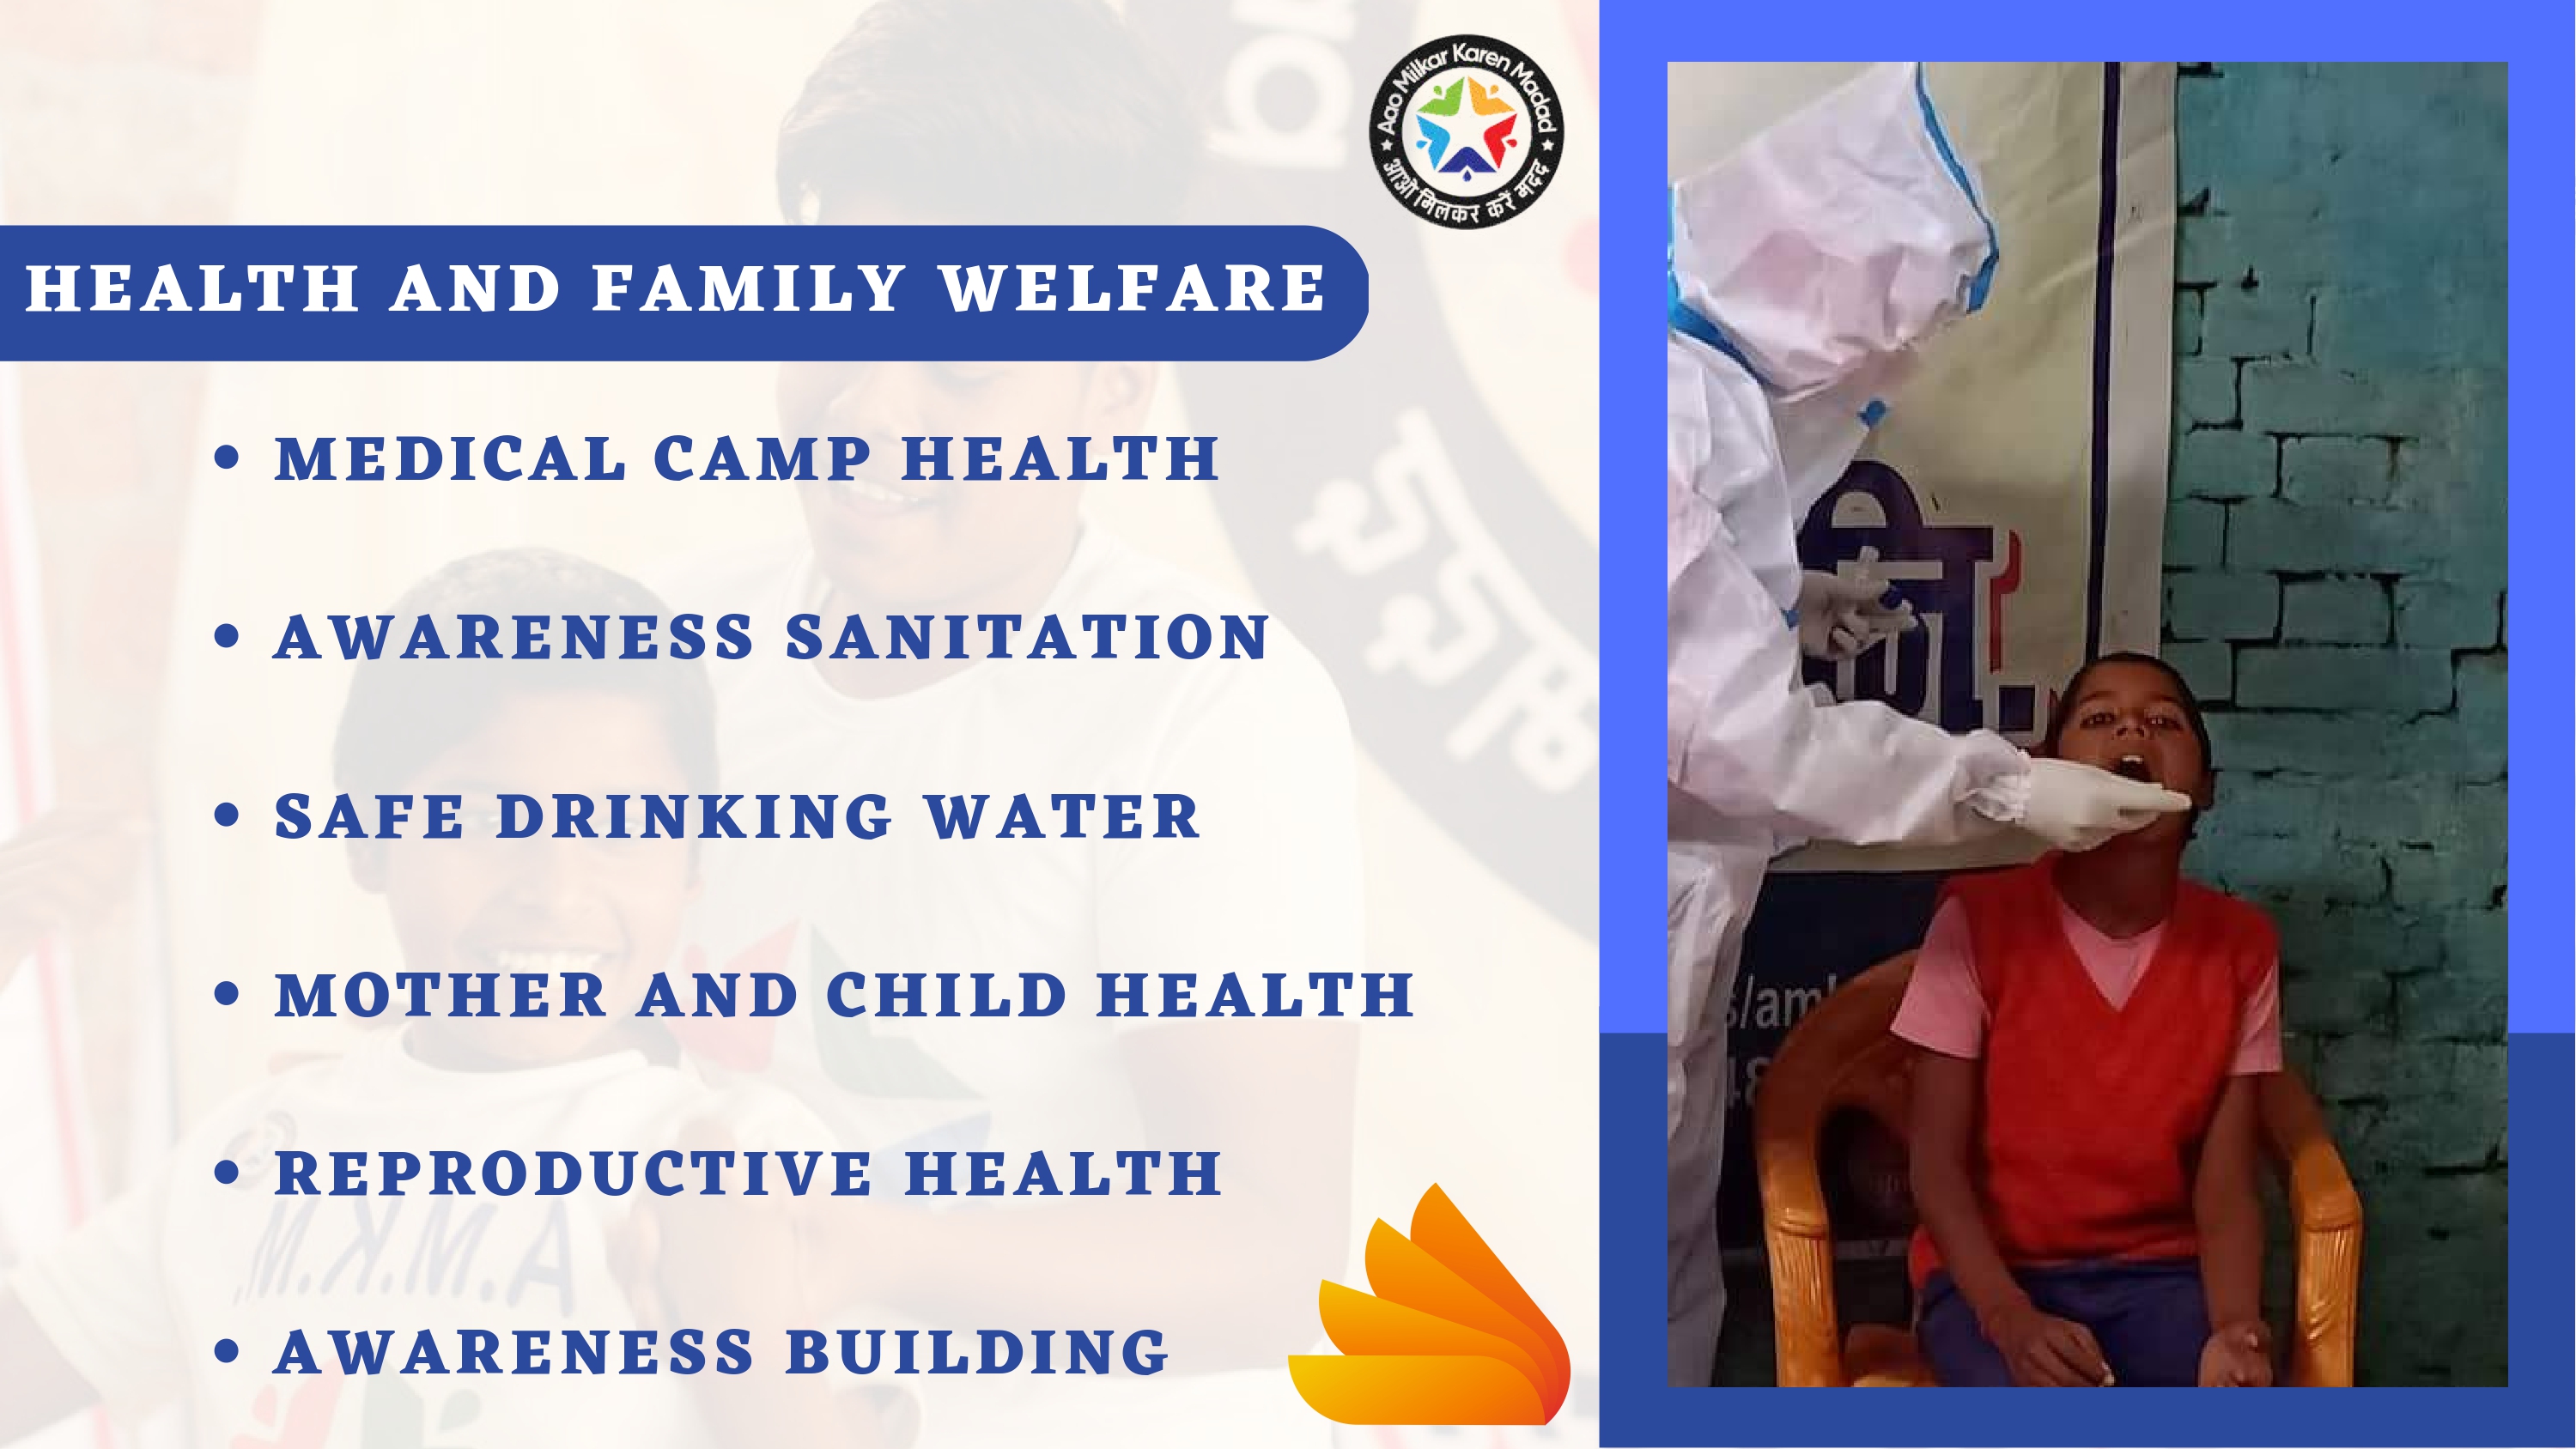 Aao Milkar Karen Madad
आओ मिलकर करें मदद
HEALTH AND FAMILY WELFARE
• MEDICAL CAMP HEALTH
• AWARENESS SANITATION
• SAFE DRINKING WATER
• MOTHER AND CHILD HEALTH
• REPRODUCTIVE HEALTH
A.M.K.M.
• AWARENESS BUILDING